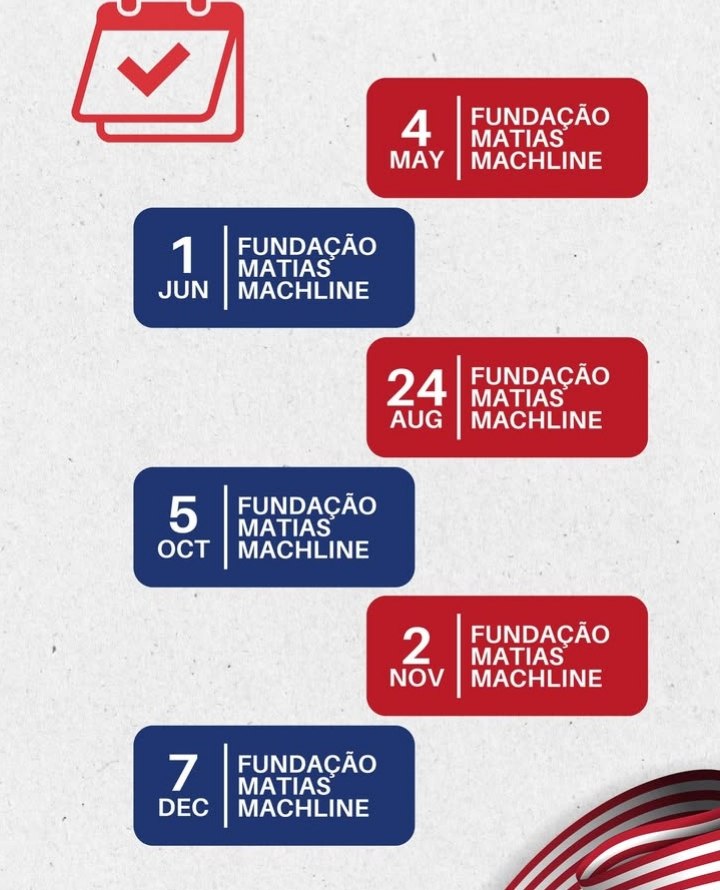 4
MAY
FUNDAÇÃO
MATIAS
MACHLINE
1
JUN
FUNDAÇÃO
MATIAS
MACHLINE
24
AUG
FUNDAÇÃO
MATIAS
MACHLINE
5
OCT
FUNDAÇÃO
MATIAS
MACHLINE
2
NOV
FUNDAÇÃO
MATIAS
MACHLINE
7
DEC
FUNDAÇÃO
MATIAS
MACHLINE